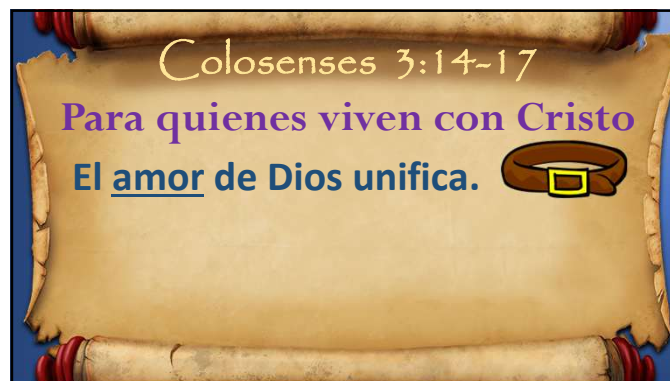 Colosenses 3:14-17
Para quienes viven con Cristo
El amor de Dios unifica.